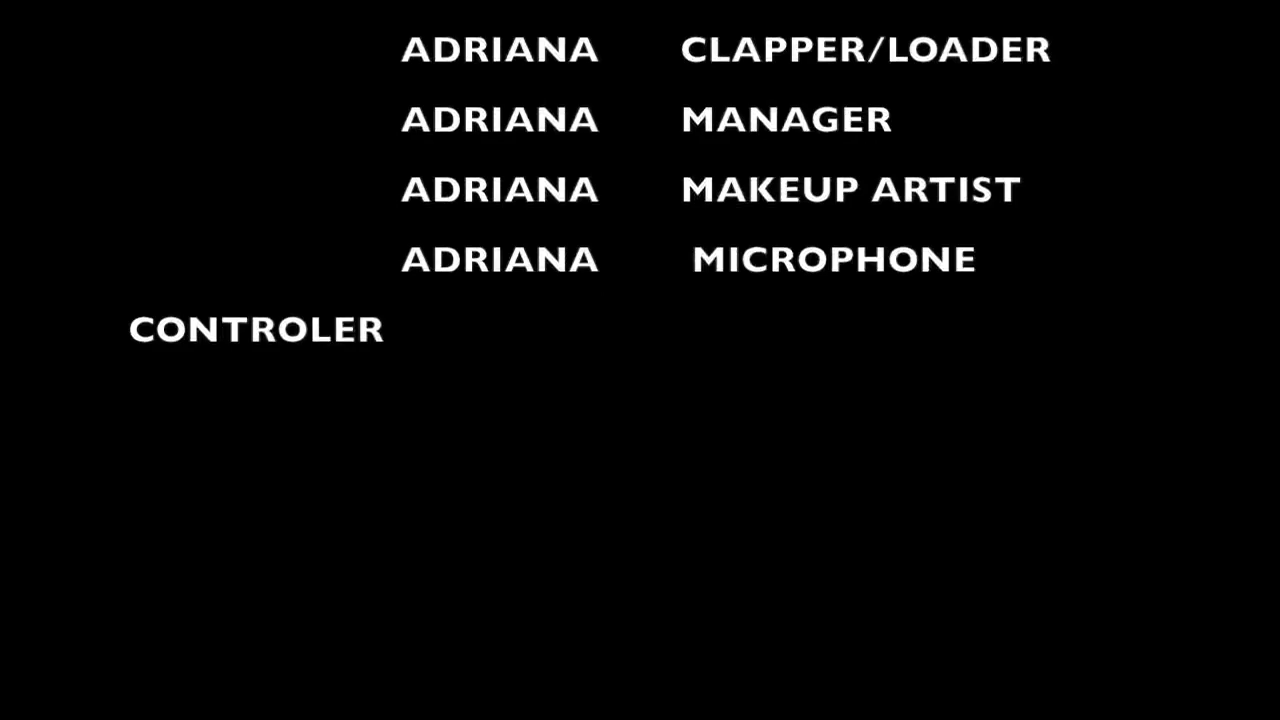 ADRIANA CLAPPER/LOADER
ADRIANA MANAGER
ADRIANA MAKEUP ARTIST
ADRIANA MICROPHONE
CONTROLER